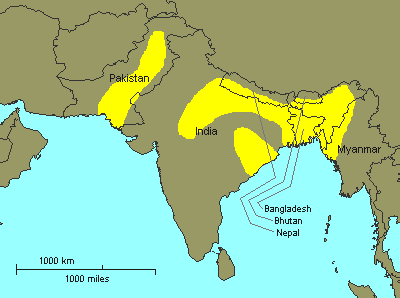 Pakistan
India
Myanmar
Bangladesh
Bhutan
Nepal
1000 km
1000 miles